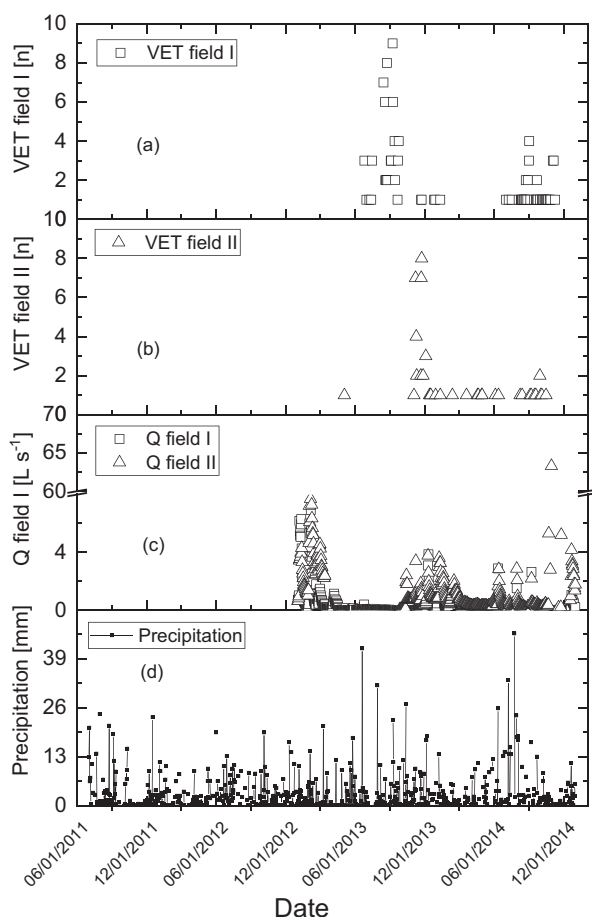 10
8
6
4
2
VET field I [n]
VET field I
(a)
10
8
6
4
2
VET field II [n]
VET field II
(b)
70
65
60
4
0
Q field I [L s-1]
Q field I
Q field II
(c)
39
26
13
0
Precipitation [mm]
Precipitation
(d)
06/01/2011
12/01/2011
06/01/2012
12/01/2012
06/01/2013
12/01/2013
06/01/2014
12/01/2014
Date